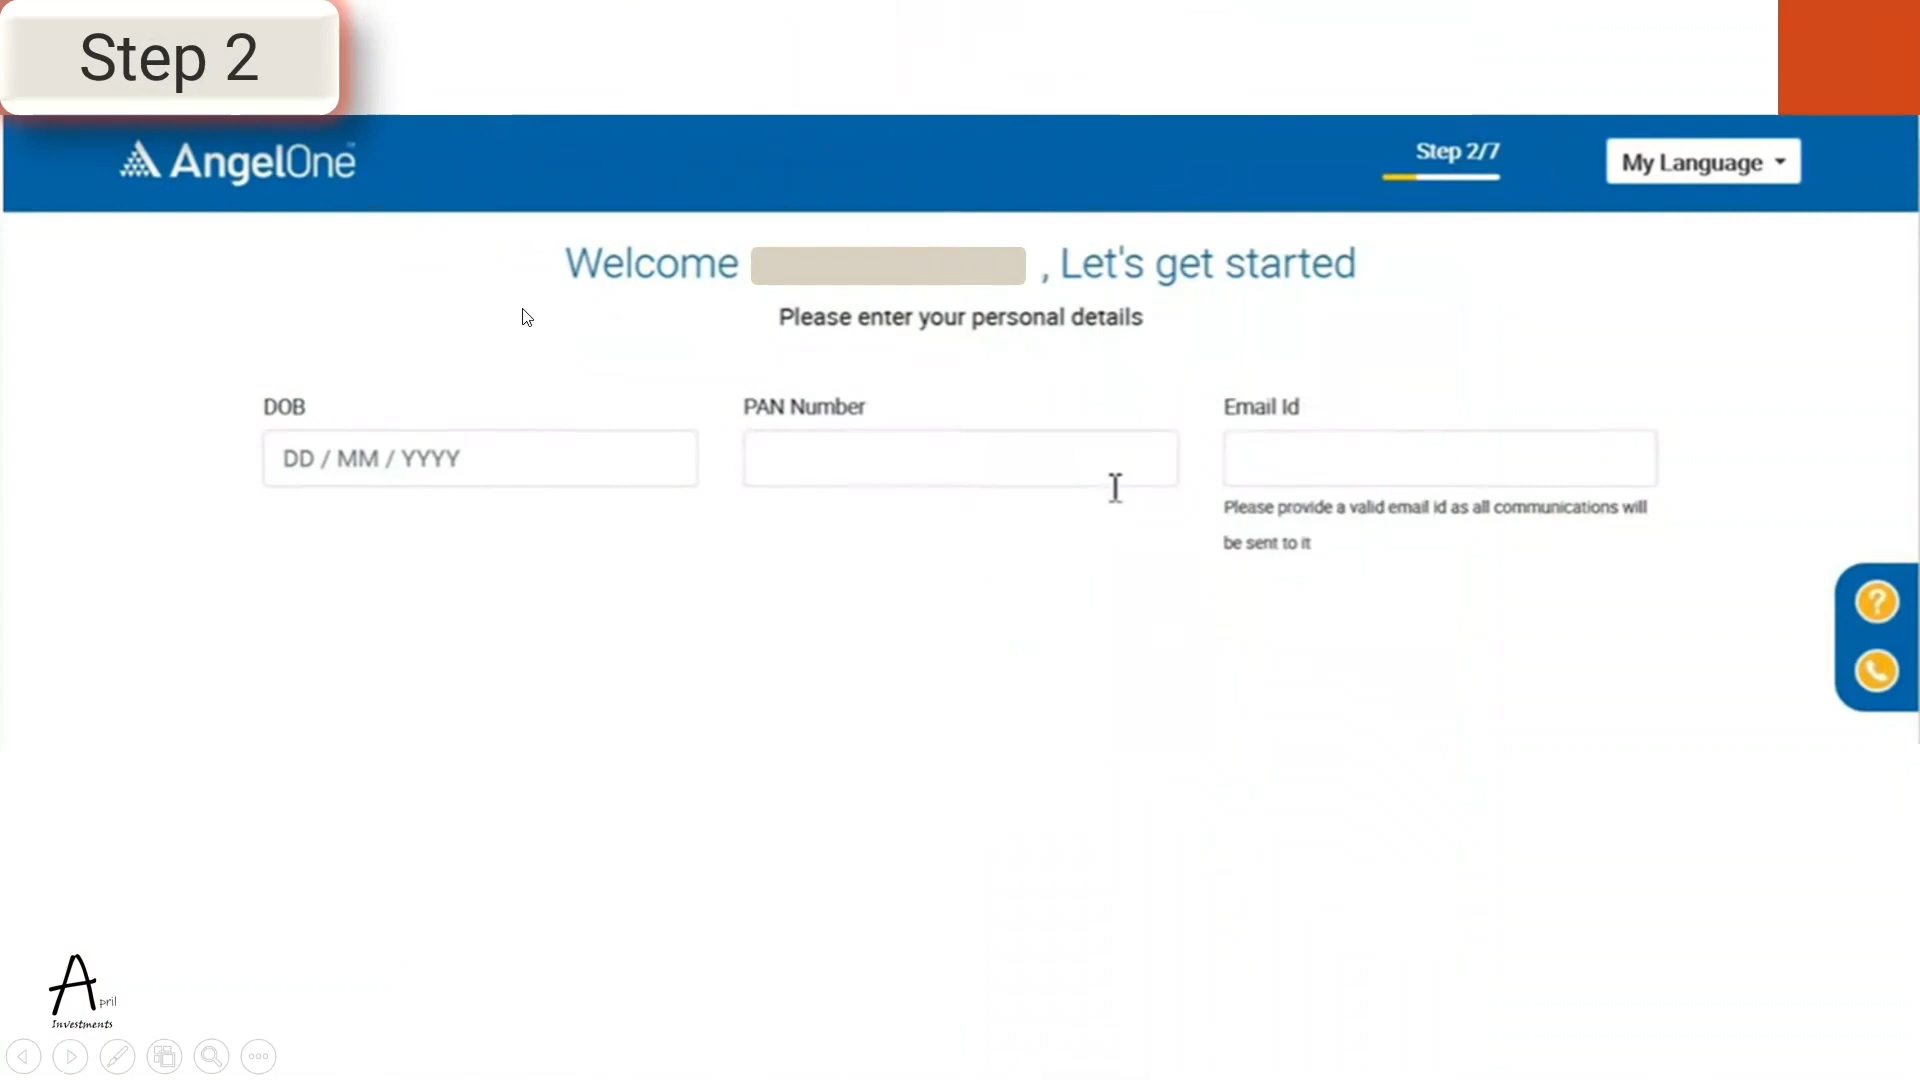 Step 2
AngelOne
Step 2/7
My Language
Welcome , Let's get started
Please enter your personal details
DOB
PAN Number
Email Id
DD / MM / YYYY
Please provide a valid email id as all communications will
be sent to it
?
April
Investments